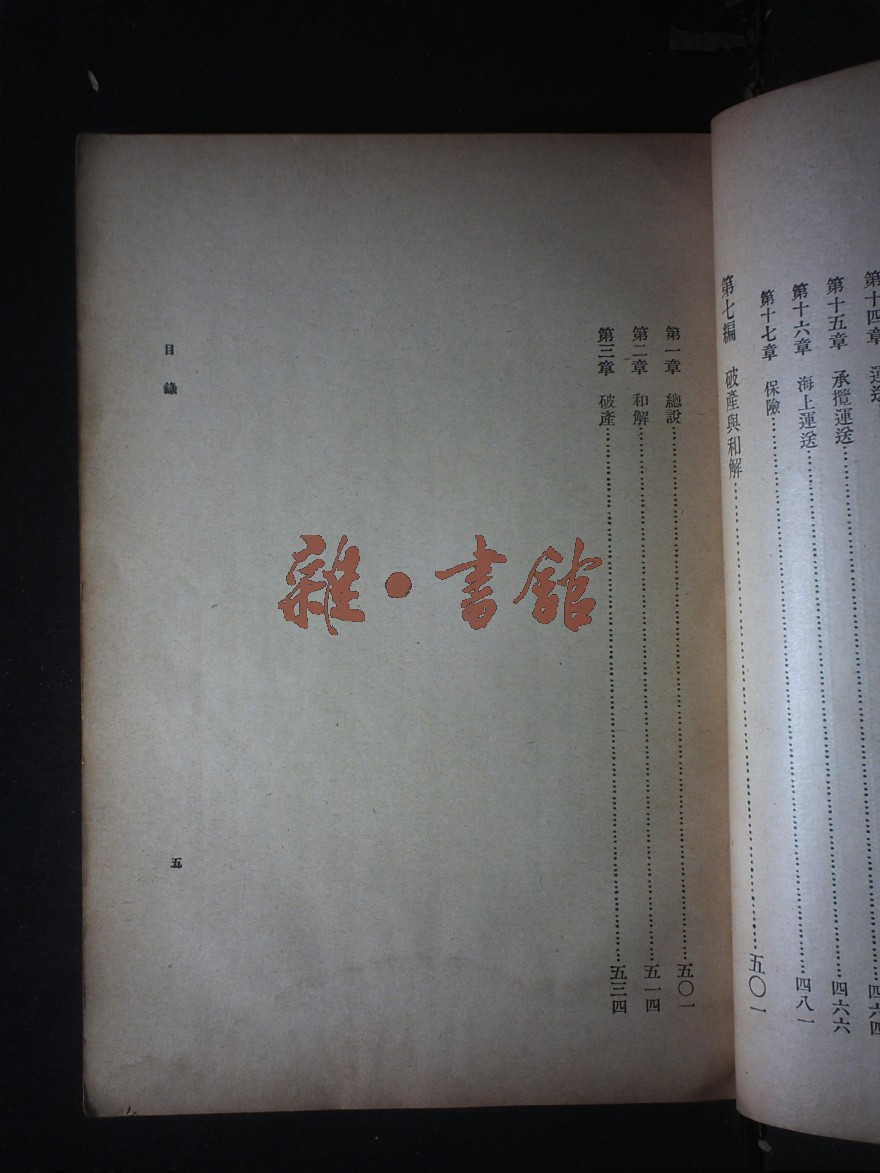 第十四章 運送
第十五章 承攬運送……四六四
第十六章 海上運送……四六六
第十七章 保險……四八一
第七編 破產與和解……五〇一
第一章 總說……五〇一
第二章 和解……五一四
第三章 破產……五三四
目錄
五
雜·書館